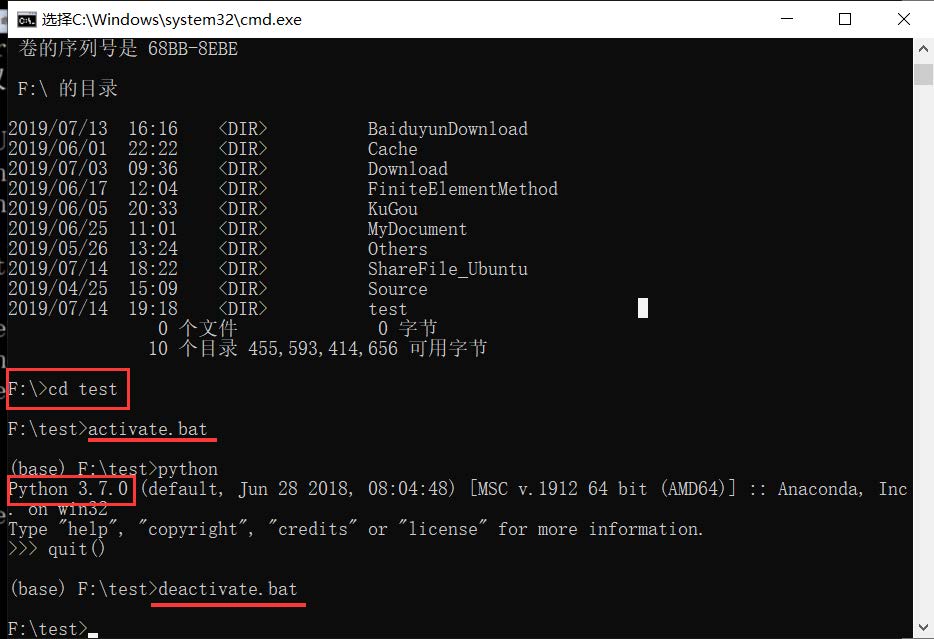 选择C:\Windows\system32\cmd.exe
卷的序列号是 68BB-8EBE
F:\ 的目录
2019/07/13  16:16    <DIR>          BaiduyunDownload
2019/06/01  22:22    <DIR>          Cache
2019/07/03  09:36    <DIR>          Download
2019/06/17  12:04    <DIR>          FiniteElementMethod
2019/06/05  20:33    <DIR>          KuGou
2019/06/25  11:01    <DIR>          MyDocument
2019/05/26  13:24    <DIR>          Others
2019/07/14  18:22    <DIR>          ShareFile_Ubuntu
2019/04/25  15:09    <DIR>          Source
2019/07/14  19:18    <DIR>          test
0 个文件              0 字节
10 个目录 455,593,414,656 可用字节
F:\>cd test
F:\test>activate.bat
(base) F:\test>python
Python 3.7.0 (default, Jun 28 2018, 08:04:48) [MSC v.1912 64 bit (AMD64)] :: Anaconda, Inc
. on win32
Type "help", "copyright", "credits" or "license" for more information.
>>> quit()
(base) F:\test>deactivate.bat
F:\test>